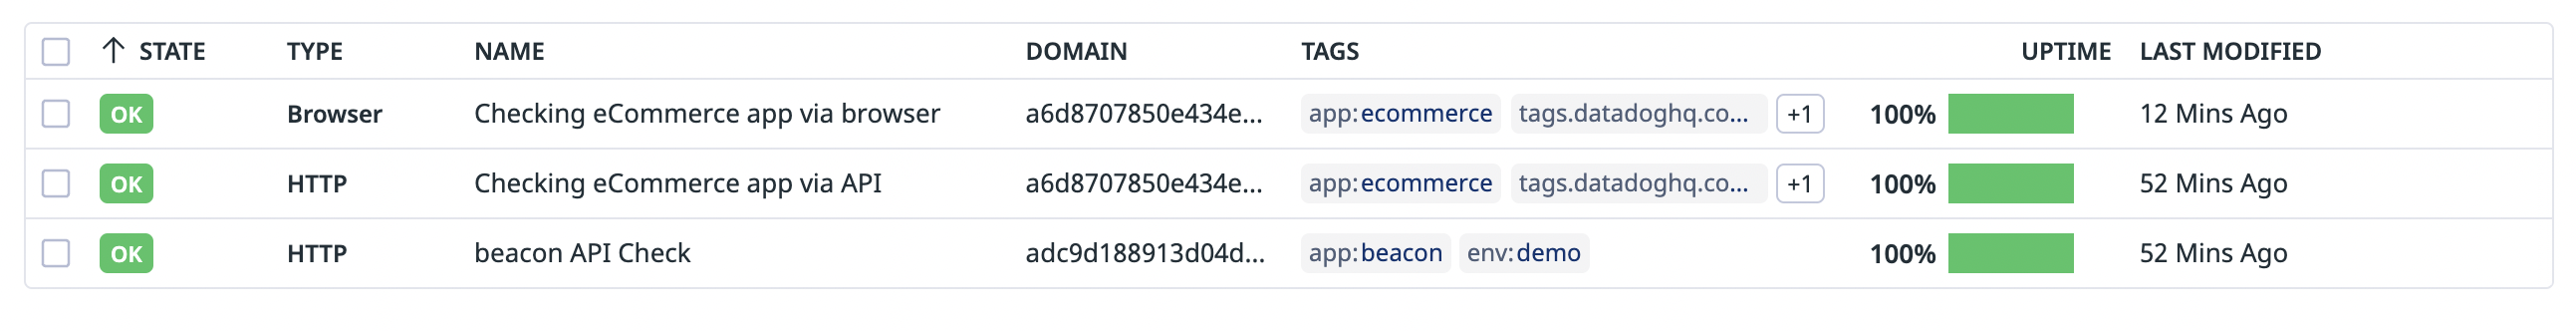 STATE TYPE NAME DOMAIN TAGS UPTIME LAST MODIFIED
OK Browser Checking eCommerce app via browser a6d8707850e434e... app:ecommerce tags.datadoghq.co... +1 100% 12 Mins Ago
OK HTTP Checking eCommerce app via API a6d8707850e434e... app:ecommerce tags.datadoghq.co... +1 100% 52 Mins Ago
OK HTTP beacon API Check adc9d188913d04d... app:beacon env:demo 100% 52 Mins Ago